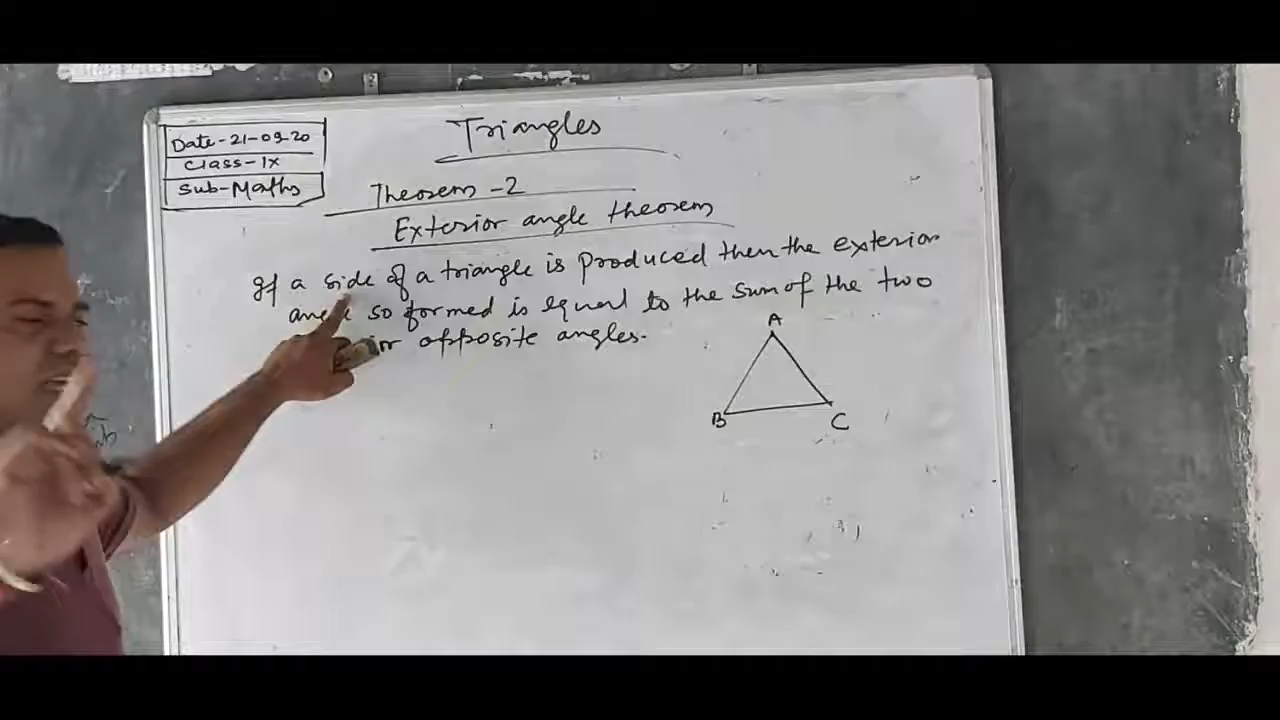 Date-21-09-20
Class-IX
Sub-Maths
Triangles
Theorem-2
Exterior angle theorem
If a side of a triangle is produced then the exterior
so formed is equal to the sum of the two
opposite angles.
A
B
C